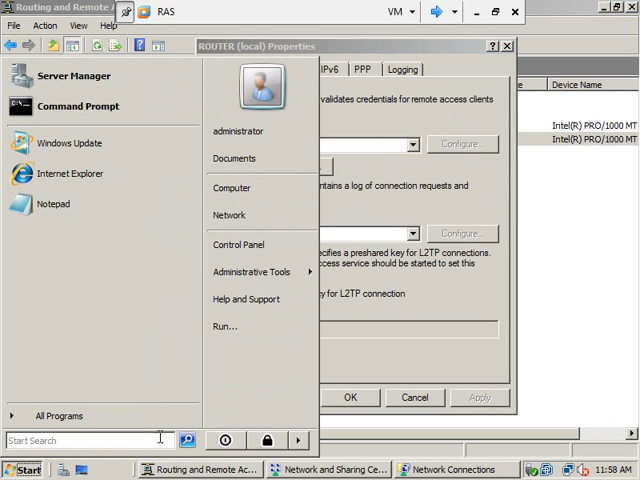 Routing and Remote A
RAS
VM
File
Action
View
Help
ROUTER (local) Properties
IPv6
PPP
Logging
e
Device Name
validates credentials for remote access clients
Configure...
Intel(R) PRO/1000 MT
Intel(R) PRO/1000 MT
ntains a log of connection requests and
Configure...
ecifies a preshared key for L2TP connections.
ccess service should be started to set this
y for L2TP connection
OK
Cancel
Apply
Server Manager
Command Prompt
Windows Update
Internet Explorer
Notepad
All Programs
Start Search
administrator
Documents
Computer
Network
Control Panel
Administrative Tools
Help and Support
Run...
Start
Routing and Remote Ac...
Network and Sharing Ce...
Network Connections
11:58 AM